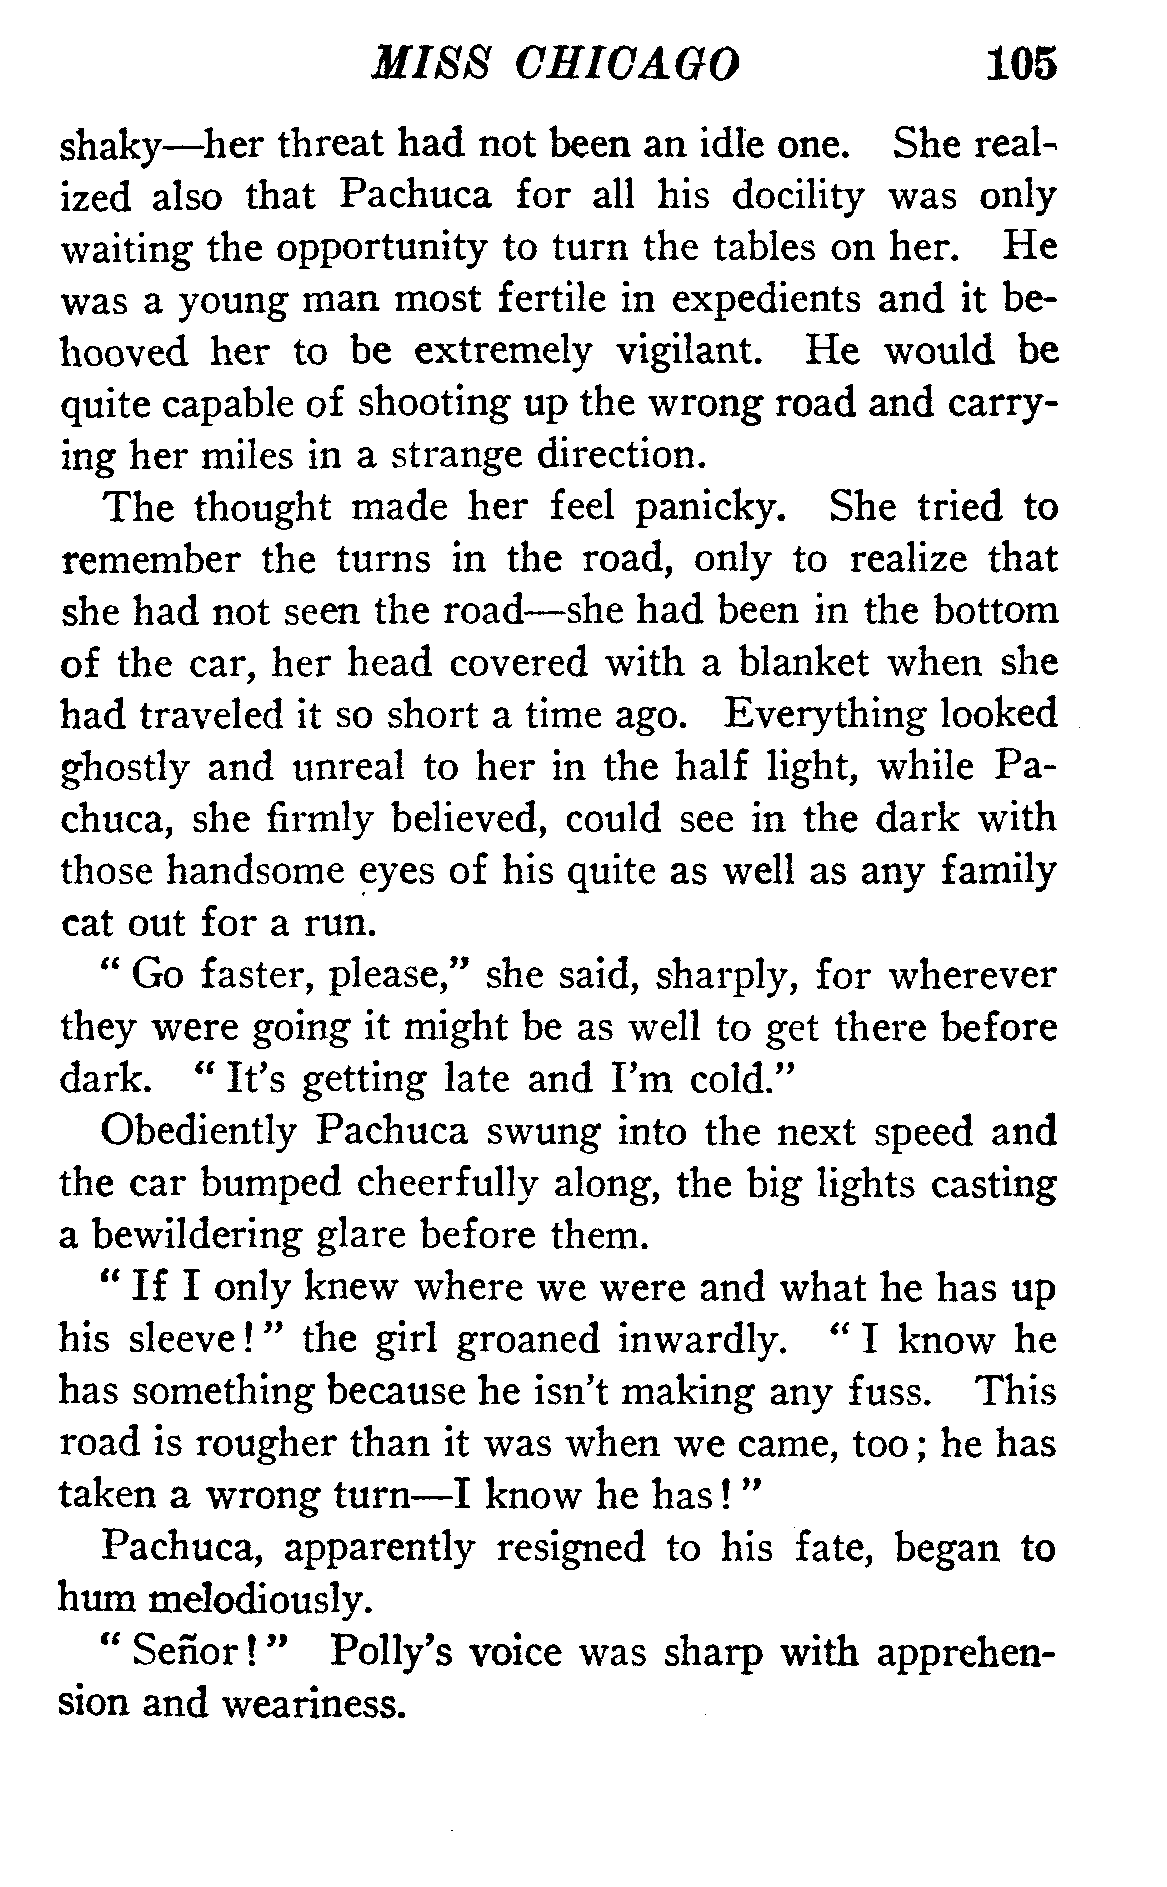 MISS CHICAGO 105
shaky—her threat had not been an idle one. She real-
ized also that Pachuca for all his docility was only
waiting the opportunity to turn the tables on her. He
was a young man most fertile in expedients and it be-
hooved her to be extremely vigilant. He would be
quite capable of shooting up the wrong road and carry-
ing her miles in a strange direction.
The thought made her feel panicky. She tried to
remember the turns in the road, only to realize that
she had not seen the road—she had been in the bottom
of the car, her head covered with a blanket when she
had traveled it so short a time ago. Everything looked
ghostly and unreal to her in the half light, while Pa-
chuca, she firmly believed, could see in the dark with
those handsome eyes of his quite as well as any family
cat out for a run.
“ Go faster, please,” she said, sharply, for wherever
they were going it might be as well to get there before
dark. “ It’s getting late and I’m cold.”
Obediently Pachuca swung into the next speed and
the car bumped cheerfully along, the big lights casting
a bewildering glare before them.
“ If I only knew where we were and what he has up
his sleeve! ” the girl groaned inwardly. “ I know he
has something because he isn’t making any fuss. This
road is rougher than it was when we came, too; he has
taken a wrong turn—I know he has! ”
Pachuca, apparently resigned to his fate, began to
hum melodiously.
“ Señor! ” Polly’s voice was sharp with apprehen-
sion and weariness.